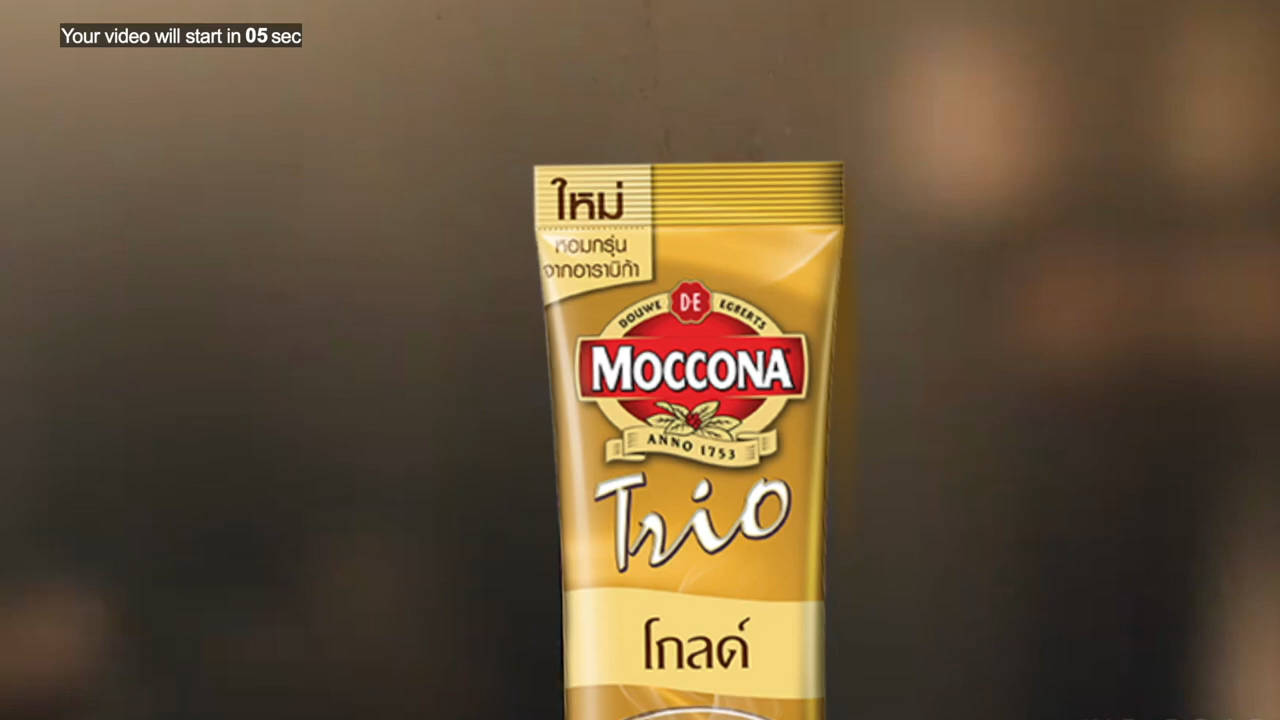 Your video will start in 05 sec
ใหม่
หอมกรุ่น
จากอาราบิก้า
D·E
DOUWE EGBERTS
MOCCONA
ANNO 1753
Trio
โกลด์